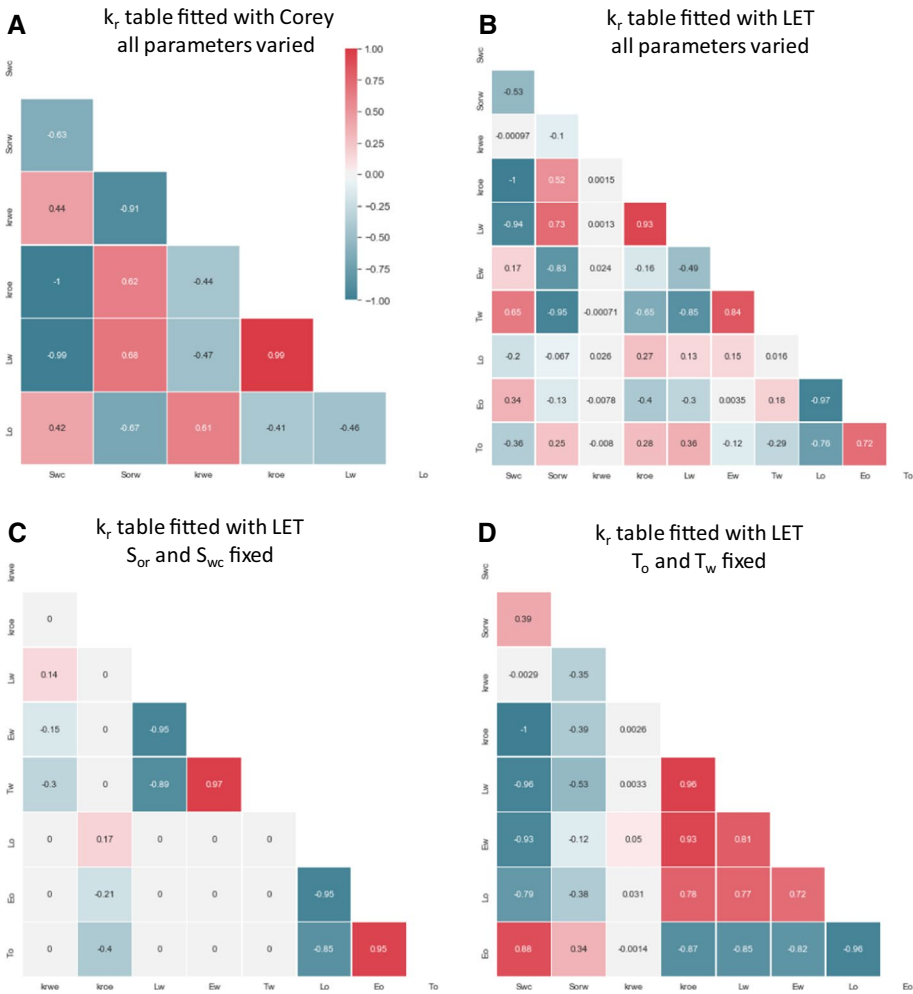 A
k_r table fitted with Corey
all parameters varied
Swc
Sorw -0.63
krwe 0.44 -0.91
kroe -1 0.62 -0.44
Lw -0.99 0.68 -0.47 0.99
Lo 0.42 -0.67 0.61 -0.41 -0.46
Swc Sorw krwe kroe Lw Lo
1.00
0.75
0.50
0.25
0.00
-0.25
-0.50
-0.75
-1.00
B
k_r table fitted with LET
all parameters varied
Swc
Sorw -0.53
krwe -0.00097 -0.1
kroe -1 0.52 0.0015
Lw -0.94 0.73 0.0013 0.93
Ew 0.17 -0.83 0.024 -0.16 -0.49
Tw 0.65 -0.95 -0.00071 -0.65 -0.85 0.84
Lo -0.2 -0.067 0.026 0.27 0.13 0.15 0.016
Eo 0.34 -0.13 -0.0078 -0.4 -0.3 0.0035 0.18 -0.97
To -0.36 0.25 -0.008 0.28 0.36 -0.12 -0.29 -0.76 0.72
Swc Sorw krwe kroe Lw Ew Tw Lo Eo To
C
k_r table fitted with LET
S_or and S_wc fixed
krwe
kroe 0
Lw 0.14 0
Ew -0.15 0 -0.95
Tw -0.3 0 -0.89 0.97
Lo 0 0.17 0 0 0
Eo 0 -0.21 0 0 0 -0.95
To 0 -0.4 0 0 0 -0.85 0.95
krwe kroe Lw Ew Tw Lo Eo To
D
k_r table fitted with LET
T_o and T_w fixed
Swc
Sorw 0.39
krwe -0.0029 -0.35
kroe -1 -0.39 0.0026
Lw -0.96 -0.53 0.0033 0.96
Ew -0.93 -0.12 0.05 0.93 0.81
Lo -0.79 -0.38 0.031 0.78 0.77 0.72
Eo 0.88 0.34 -0.0014 -0.87 -0.85 -0.82 -0.96
Swc Sorw krwe kroe Lw Ew Lo Eo